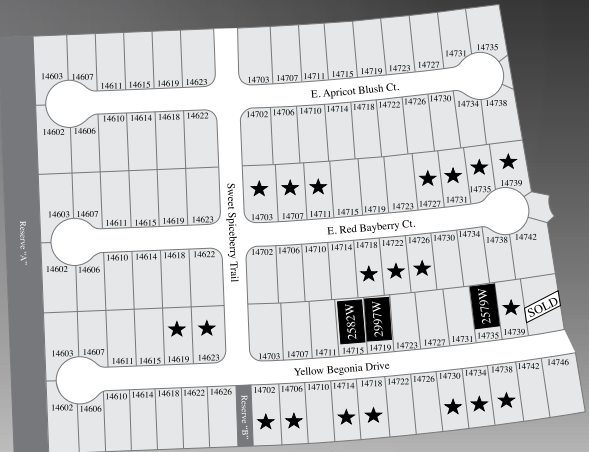 14603 14607 14611 14615 14619 14623
14703 14707 14711 14715 14719 14723 14727 14731 14735
E. Apricot Blush Ct.
14602 14606 14610 14614 14618 14622
14702 14706 14710 14714 14718 14722 14726 14730 14734 14738
14603 14607 14611 14615 14619 14623
14703 14707 14711 14715 14719 14723 14727 14731 14735 14739
Reserve "A"
Sweet Spiceberry Trail
E. Red Bayberry Ct.
14602 14606 14610 14614 14618 14622
14702 14706 14710 14714 14718 14722 14726 14730 14734 14738 14742
2582W 2997W 2579W SOLD
14603 14607 14611 14615 14619 14623
14703 14707 14711 14715 14719 14723 14727 14731 14735 14739
Yellow Begonia Drive
14602 14606 14610 14614 14618 14622 14626
Reserve "B"
14702 14706 14710 14714 14718 14722 14726 14730 14734 14738 14742 14746